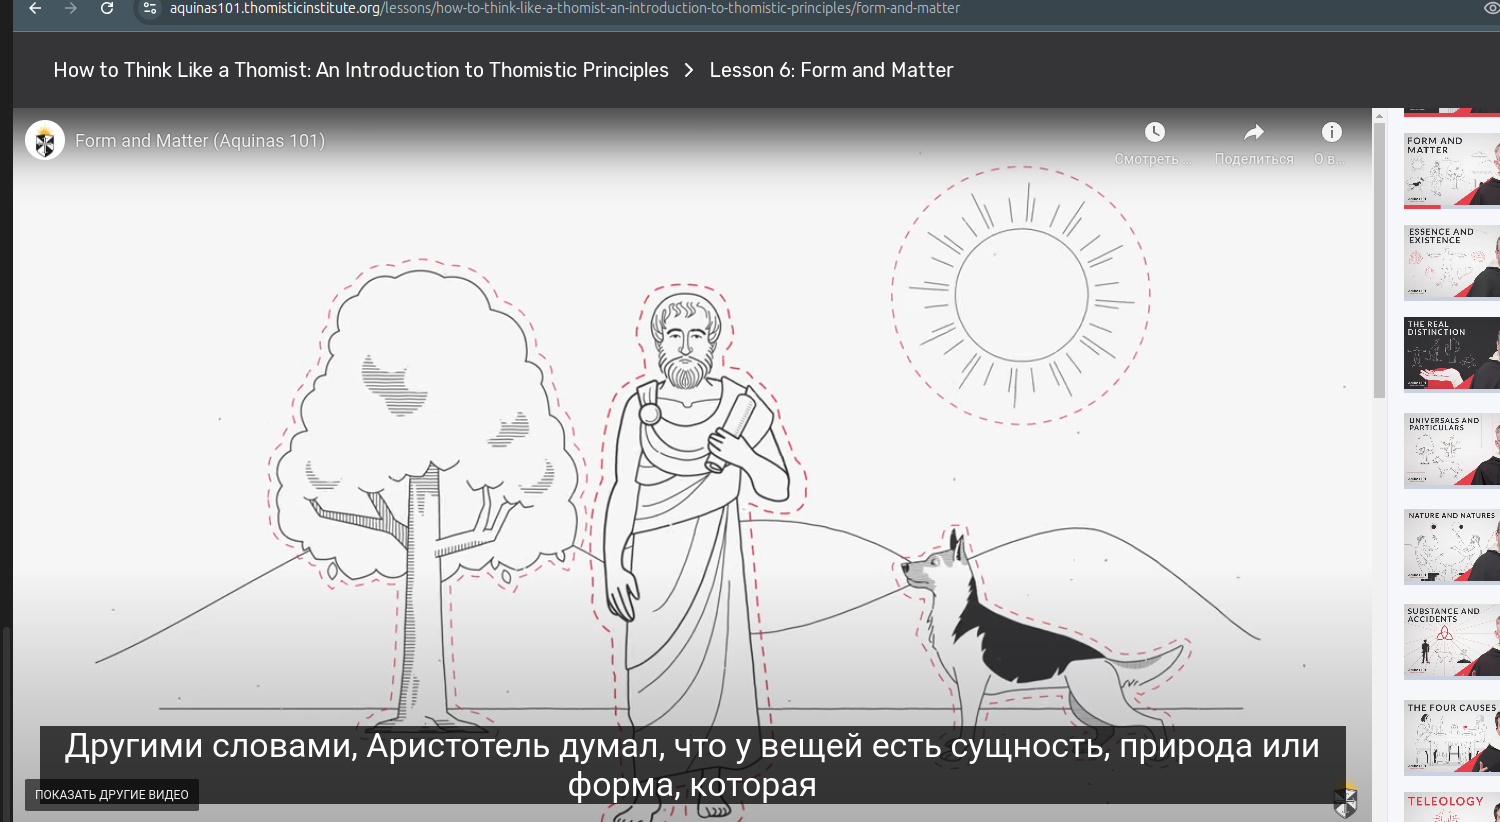 aquinas101.thomisticinstitute.org/lessons/how-to-think-like-a-thomist-an-introduction-to-thomistic-principles/form-and-matter
How to Think Like a Thomist: An Introduction to Thomistic Principles > Lesson 6: Form and Matter
Form and Matter (Aquinas 101)
Смотреть ...
Поделиться
О в...
Другими словами, Аристотель думал, что у вещей есть сущность, природа или
форма, которая
ПОКАЗАТЬ ДРУГИЕ ВИДЕО
FORM AND
MATTER
ESSENCE AND
EXISTENCE
THE REAL
DISTINCTION
UNIVERSALS AND
PARTICULARS
NATURE AND NATURES
SUBSTANCE AND
ACCIDENTS
THE FOUR CAUSES
TELEOLOGY